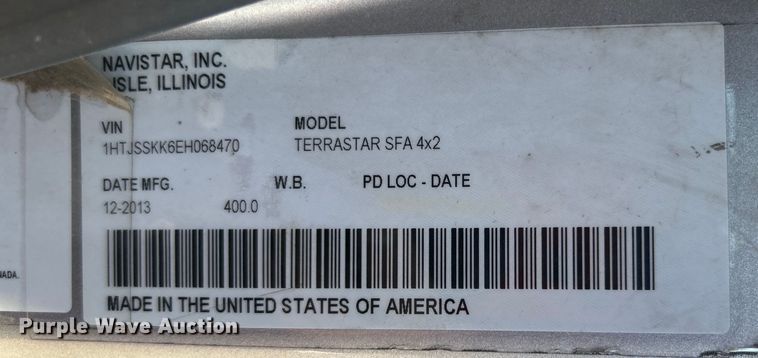 NAVISTAR, INC.
LISLE, ILLINOIS
VIN MODEL
1HTJSSKK6EH068470 TERRASTAR SFA 4x2
DATE MFG. W.B. PD LOC - DATE
12-2013 400.0
MADE IN THE UNITED STATES OF AMERICA
Purple Wave Auction